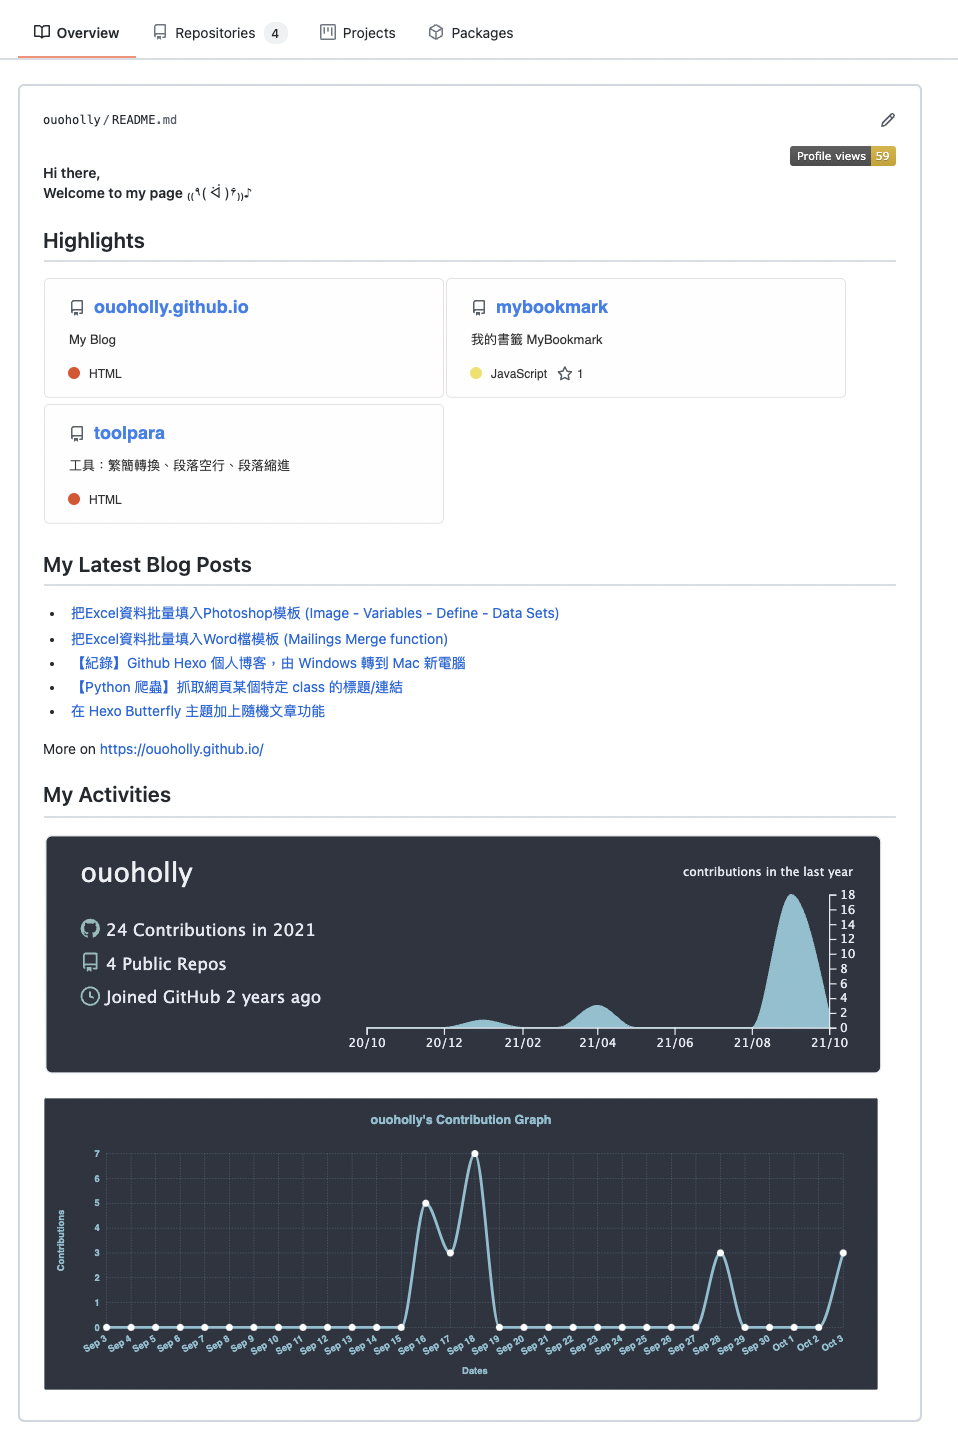 Overview Repositories 4 Projects Packages
ouoholly/README.md
Profile views 59
Hi there,
Welcome to my page
Highlights
ouoholly.github.io
My Blog
HTML
mybookmark
我的書籤 MyBookmark
JavaScript 1
toolpara
工具：繁簡轉換、段落空行、段落縮進
HTML
My Latest Blog Posts
把Excel資料批量填入Photoshop模板 (Image - Variables - Define - Data Sets)
把Excel資料批量填入Word檔模板 (Mailings Merge function)
【紀錄】Github Hexo 個人博客，由 Windows 轉到 Mac 新電腦
【Python 爬蟲】抓取網頁某個特定 class 的標題/連結
在 Hexo Butterfly 主題加上隨機文章功能
More on https://ouoholly.github.io/
My Activities
ouoholly
24 Contributions in 2021
4 Public Repos
Joined GitHub 2 years ago
contributions in the last year
18
16
14
12
10
8
6
4
2
0
20/10 20/12 21/02 21/04 21/06 21/08 21/10
ouoholly's Contribution Graph
Contributions
7
6
5
4
3
2
1
0
Sep 3 Sep 4 Sep 5 Sep 6 Sep 7 Sep 8 Sep 9 Sep 10 Sep 11 Sep 12 Sep 13 Sep 14 Sep 15 Sep 16 Sep 17 Sep 18 Sep 19 Sep 20 Sep 21 Sep 22 Sep 23 Sep 24 Sep 25 Sep 26 Sep 27 Sep 28 Sep 29 Sep 30 Oct 1 Oct 2 Oct 3
Dates